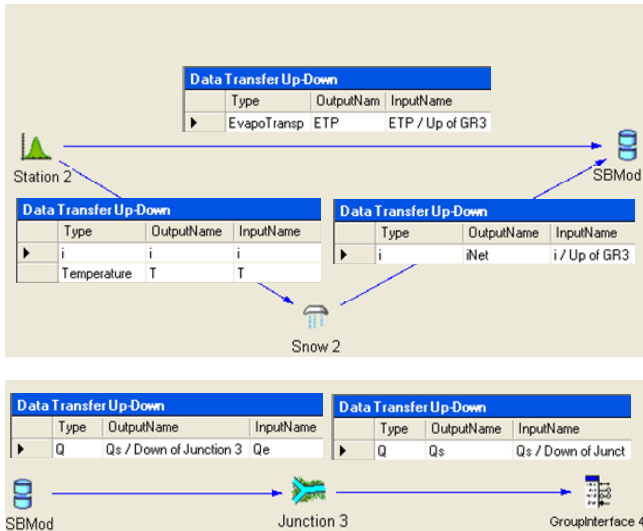 Data Transfer Up-Down
Type OutputNam InputName
EvapoTransp ETP ETP / Up of GR3
Station 2
SBMod
Data Transfer Up-Down
Type OutputName InputName
i i i
Temperature T T
Data Transfer Up-Down
Type OutputName InputName
i iNet i / Up of GR3
Snow 2
Data Transfer Up-Down
Type OutputName InputName
Q Qs / Down of Junction 3 Qe
Data Transfer Up-Down
Type OutputName InputName
Q Qs Qs / Down of Junct
SBMod
Junction 3
GroupInterface 4